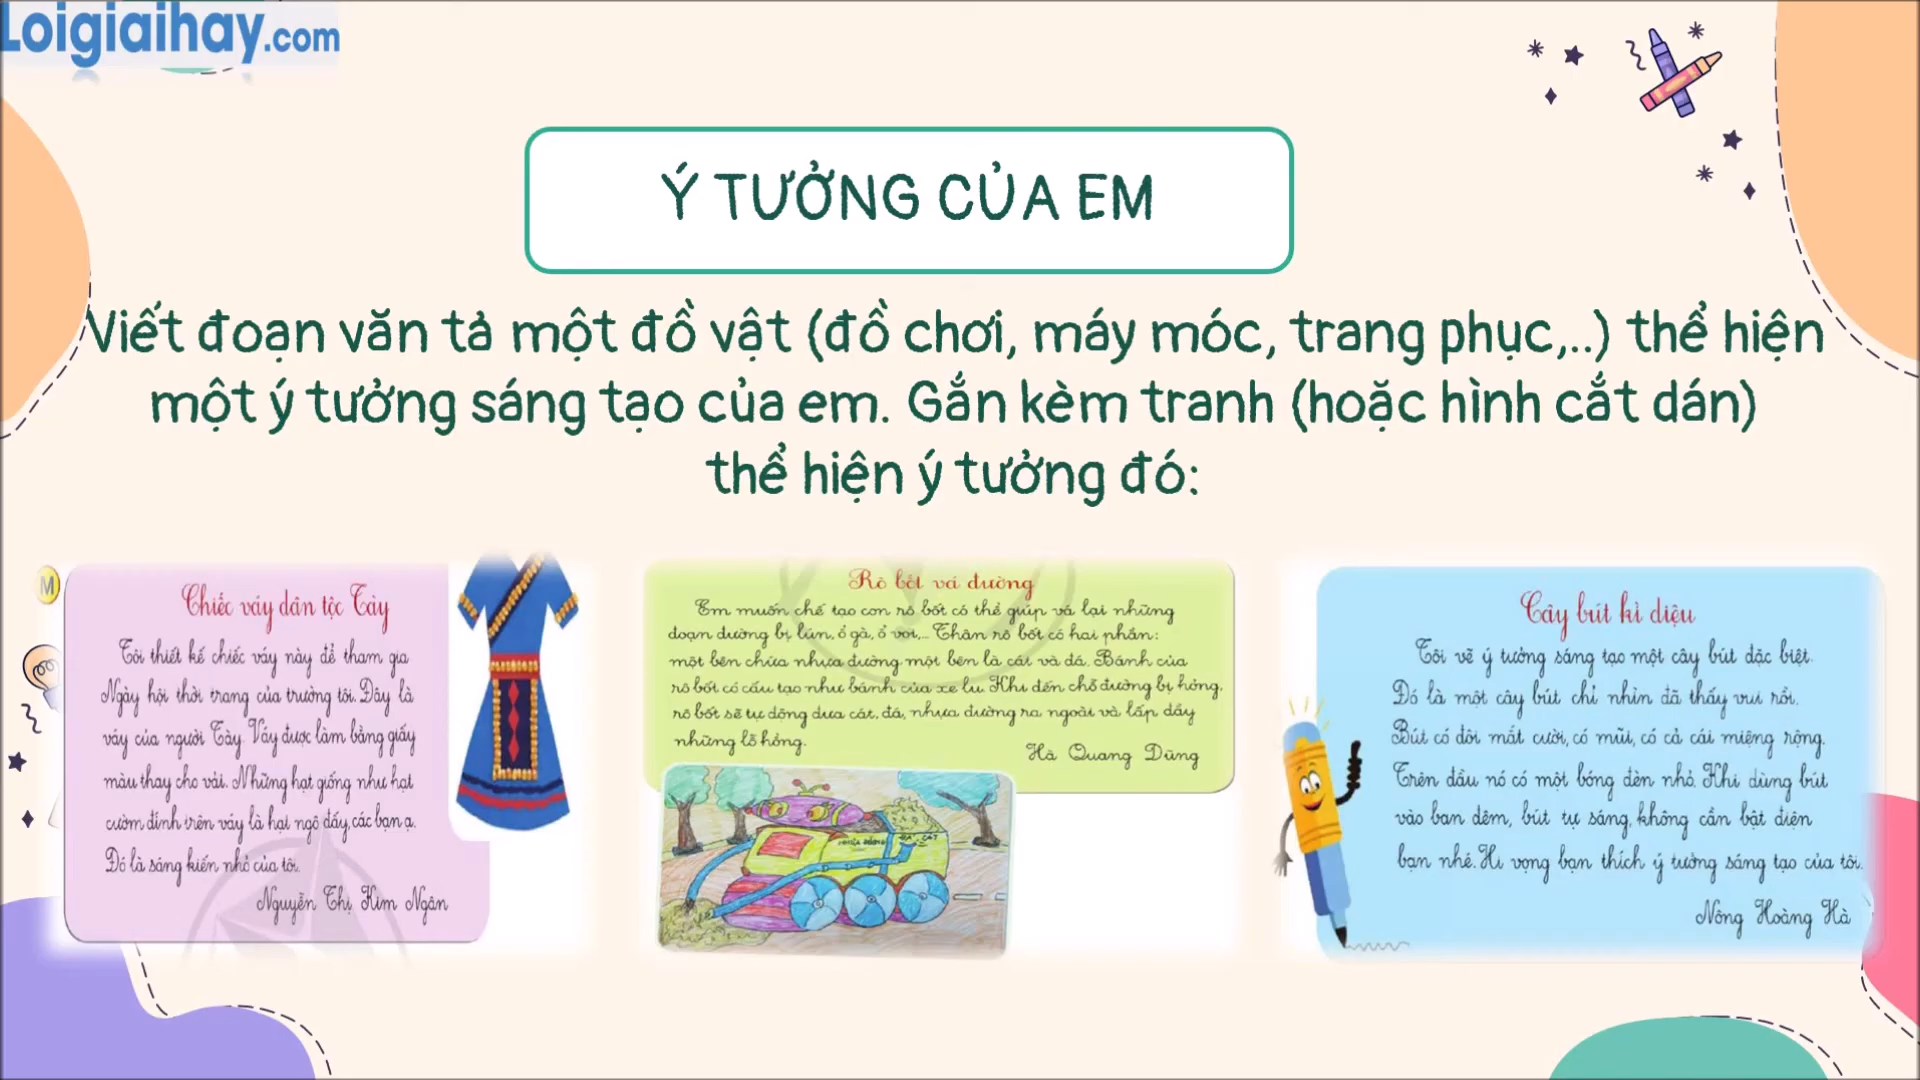 Loigiaihay.com
Ý TƯỞNG CỦA EM
Viết đoạn văn tả một đồ vật (đồ chơi, máy móc, trang phục,..) thể hiện
một ý tưởng sáng tạo của em. Gắn kèm tranh (hoặc hình cắt dán)
thể hiện ý tưởng đó:
M
Chiếc váy dân tộc Tày
Tôi thiết kế chiếc váy này để tham gia
Ngày hội thời trang của trường tôi. Đây là
váy của người Tày. Váy được làm bằng giấy
màu thay cho vải. Những hạt giống như hạt
cườm đính trên váy là hạt ngô đấy, các bạn ạ.
Đó là sáng kiến nhỏ của tôi.
Nguyễn Thị Kim Ngân
Rô bốt vá đường
Em muốn chế tạo con rô bốt có thể giúp vá lại những
đoạn đường bị lún, ổ gà, ổ voi,... Thân rô bốt có hai phần:
một bên chứa nhựa đường một bên là cát và đá. Bánh của
rô bốt có cấu tạo như bánh của xe lu. Khi đến chỗ đường bị hỏng,
rô bốt sẽ tự động đưa cát, đá, nhựa đường ra ngoài và lấp đầy
những lỗ hỏng.
Hà Quang Dũng
NHỰA ĐƯỜNG
ĐÁ CÁT
Cây bút kì diệu
Tôi vẽ ý tưởng sáng tạo một cây bút đặc biệt.
Đó là một cây bút chỉ nhìn đã thấy vui rồi.
Bút có đôi mắt cười, có mũi, có cả cái miệng rộng.
Trên đầu nó có một bóng đèn nhỏ. Khi dùng bút
vào ban đêm, bút tự sáng, không cần bật điện
bạn nhé. Hi vọng bạn thích ý tưởng sáng tạo của tôi.
Nông Hoàng Hà